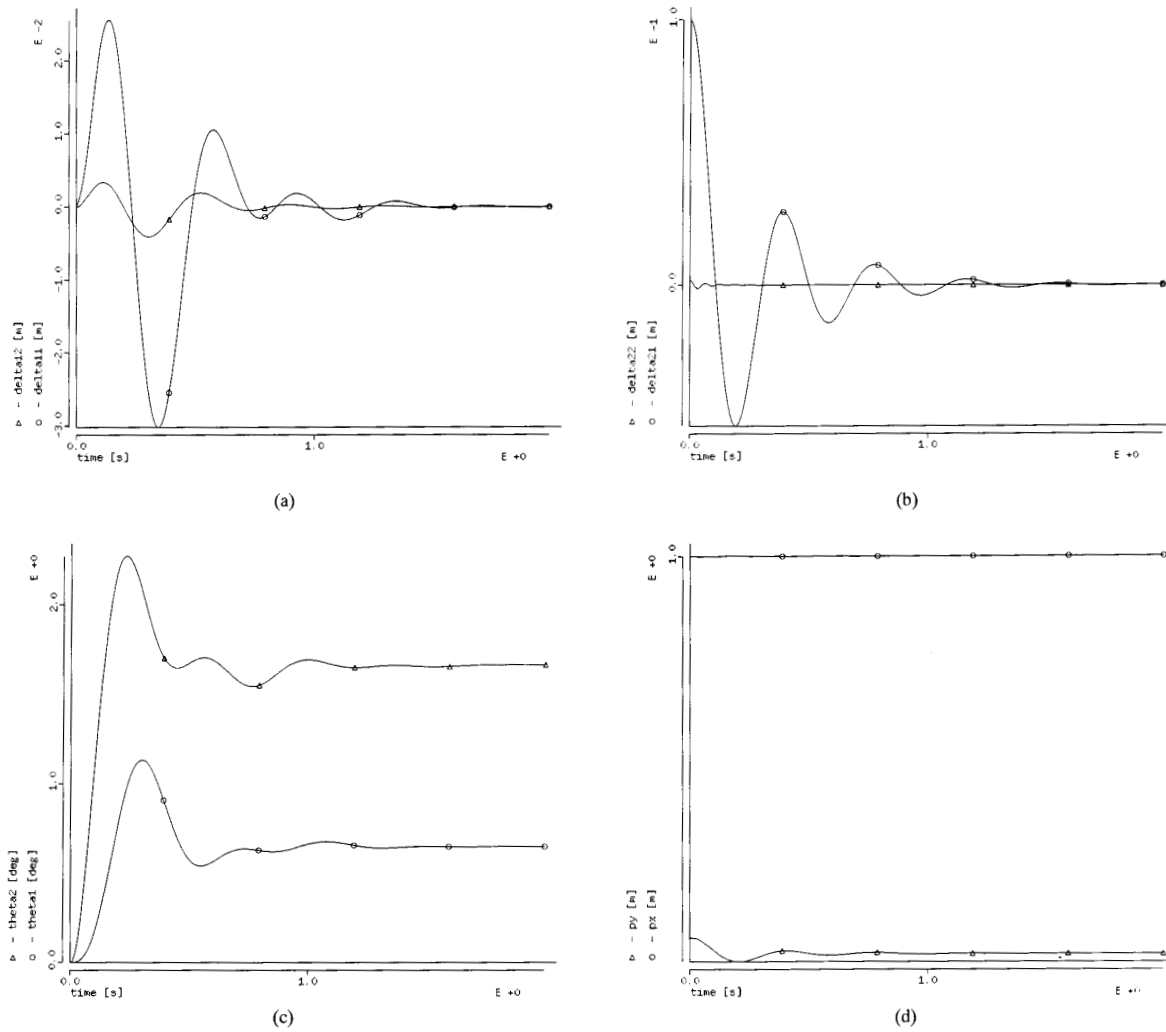 E -2
2.0
1.0
0.0
-1.0
-2.0
-3.0
△ - delta12 [m]
○ - delta11 [m]
0.0
1.0
time [s]
E +0
(a)
E -1
1.0
0.0
△ - delta22 [m]
○ - delta21 [m]
0.0
1.0
time [s]
E +0
(b)
E +0
2.0
1.0
0.0
△ - theta2 [deg]
○ - theta1 [deg]
0.0
1.0
time [s]
E +0
(c)
E +0
1.0
△ - py [m]
○ - px [m]
0.0
1.0
time [s]
E +0
(d)